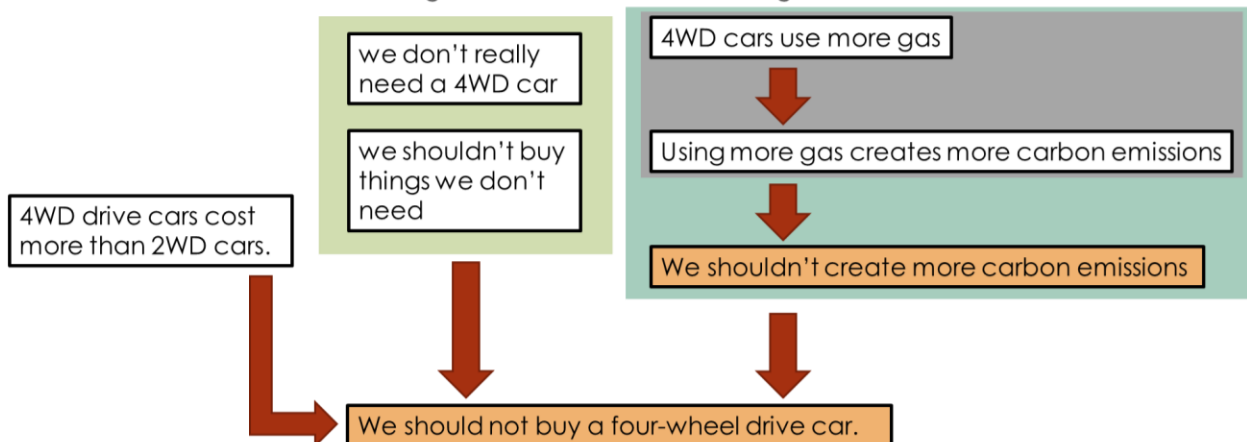 we don’t really
need a 4WD car
we shouldn’t buy
things we don’t
need
4WD cars use more gas
Using more gas creates more carbon emissions
We shouldn’t create more carbon emissions
4WD drive cars cost
more than 2WD cars.
We should not buy a four-wheel drive car.